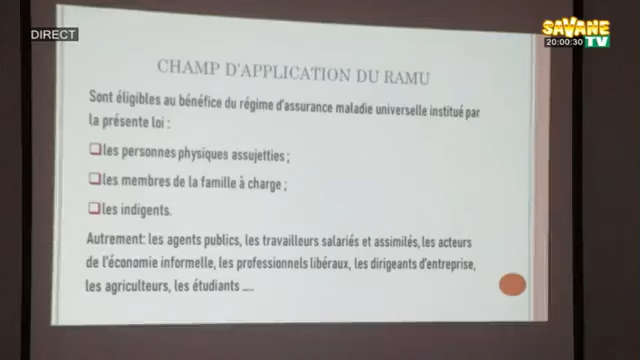 DIRECT
SAVANE
20:00:30 TV
CHAMP D'APPLICATION DU RAMU
Sont éligibles au bénéfice du régime d'assurance maladie universelle institué par
la présente loi :
les personnes physiques assujetties ;
les membres de la famille à charge ;
les indigents.
Autrement: les agents publics, les travailleurs salariés et assimilés, les acteurs
de l'économie informelle, les professionnels libéraux, les dirigeants d'entreprise,
les agriculteurs, les étudiants ....